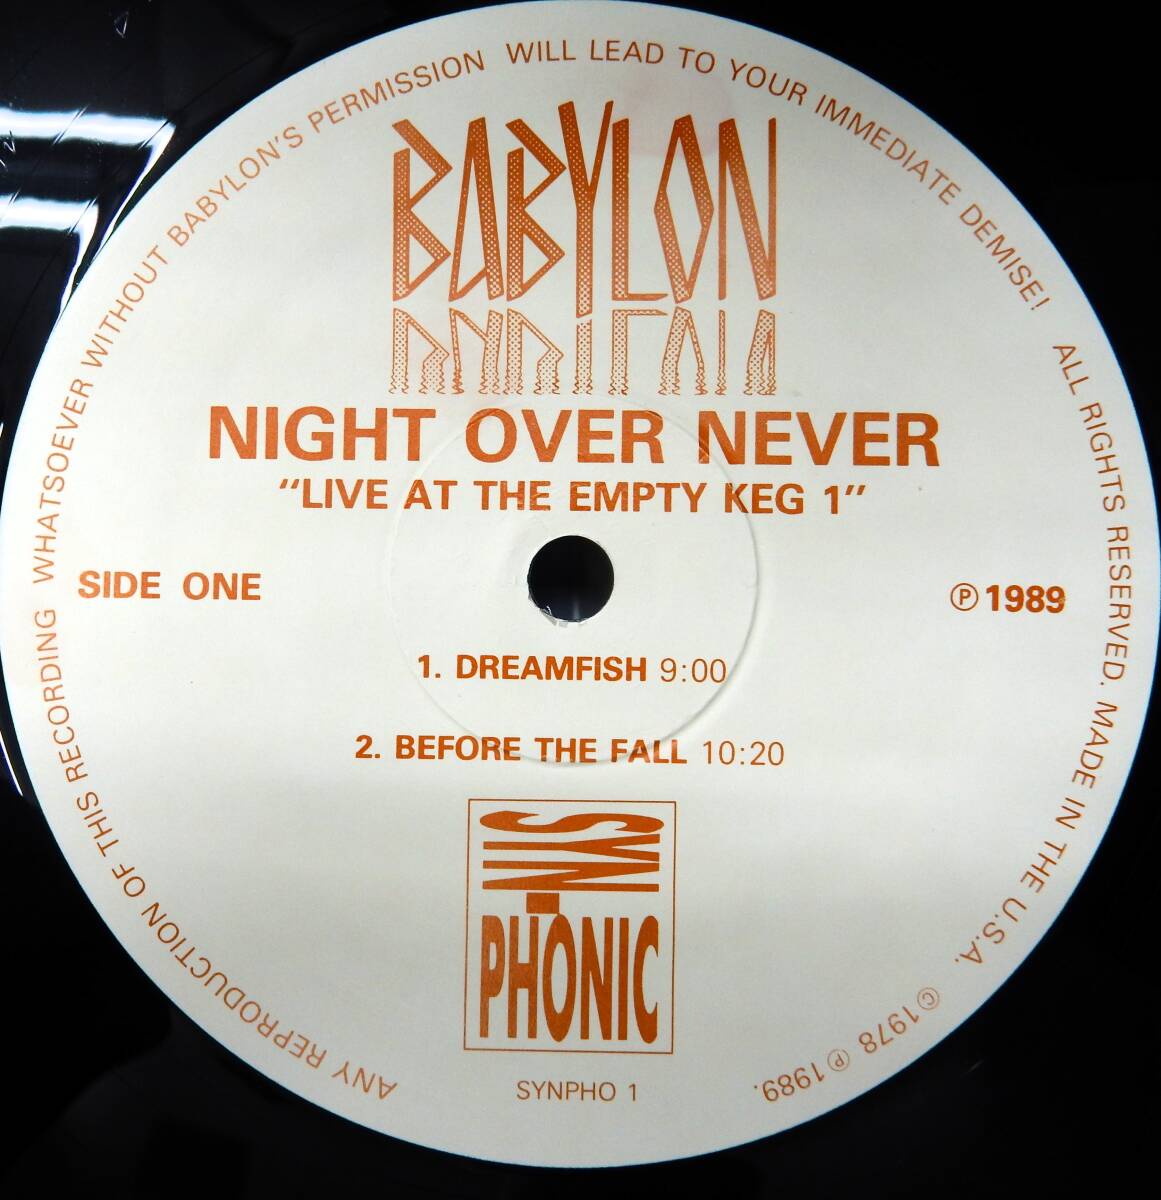 BABYLON
NIGHT OVER NEVER
"LIVE AT THE EMPTY KEG 1"
SIDE ONE
Ⓟ 1989
1. DREAMFISH 9:00
2. BEFORE THE FALL 10:20
SYN-PHONIC
SYNPHO 1
ANY REPRODUCTION OF THIS RECORDING WHATSOEVER WITHOUT BABYLON'S PERMISSION WILL LEAD TO YOUR IMMEDIATE DEMISE! ALL RIGHTS RESERVED. MADE IN THE U.S.A. ©1978 Ⓟ1989.